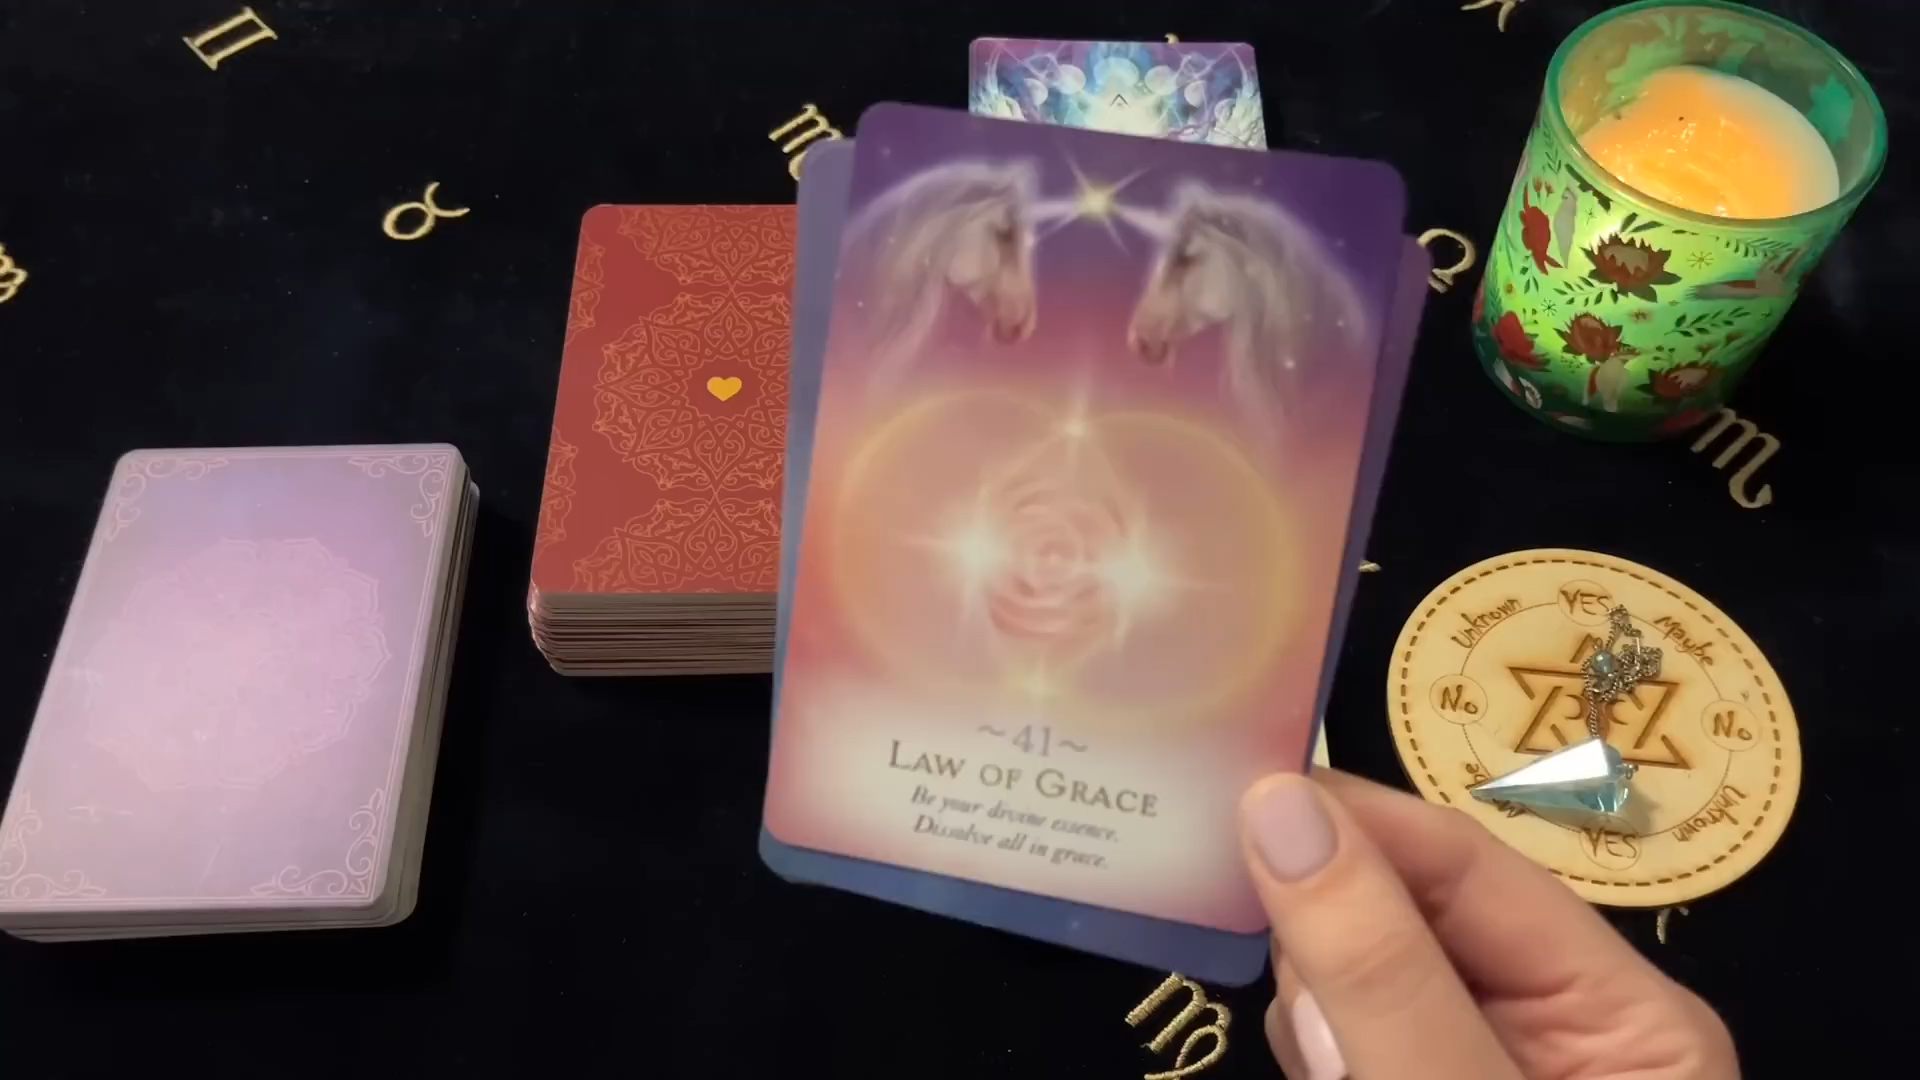 ~41~
LAW OF GRACE
Be your divine essence.
Dissolve all in grace.
Unknown
YES
Maybe
No
No
Unknown
YES